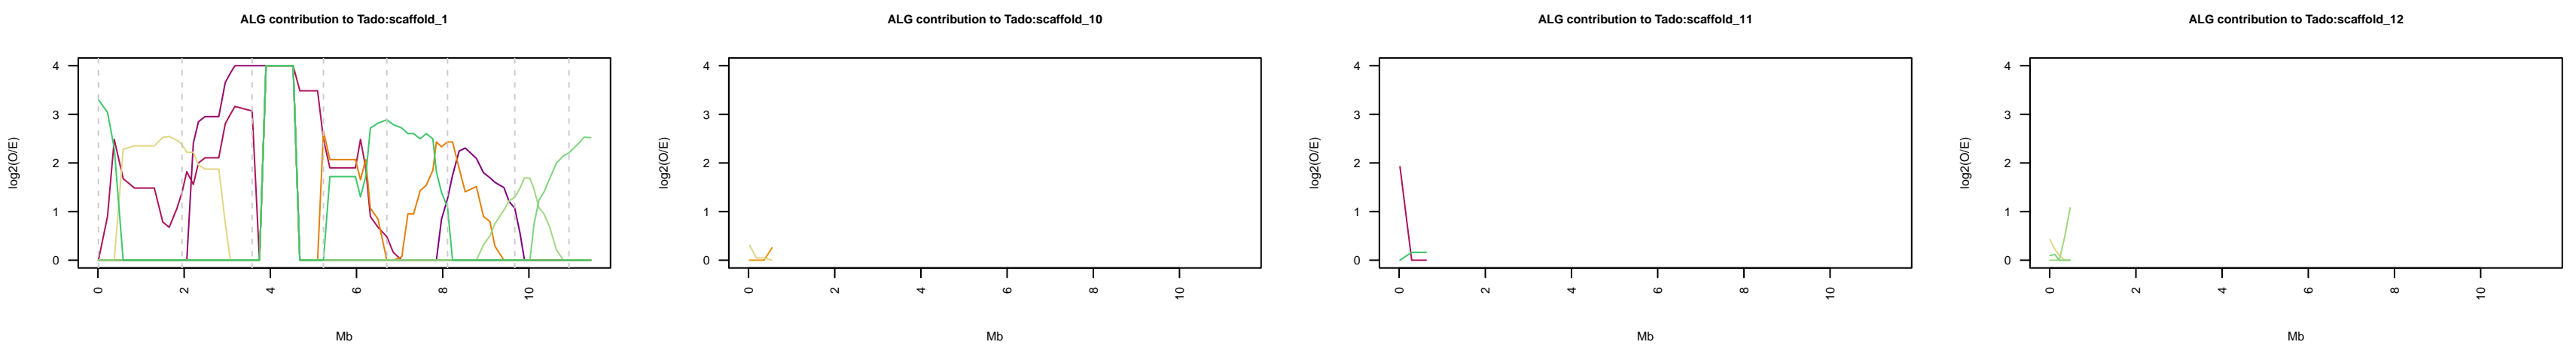 ALG contribution to Tado:scaffold_1
4
3
2
1
0
log2(O/E)
0 2 4 6 8 10
Mb
ALG contribution to Tado:scaffold_10
4
3
2
1
0
log2(O/E)
0 2 4 6 8 10
Mb
ALG contribution to Tado:scaffold_11
4
3
2
1
0
log2(O/E)
0 2 4 6 8 10
Mb
ALG contribution to Tado:scaffold_12
4
3
2
1
0
log2(O/E)
0 2 4 6 8 10
Mb